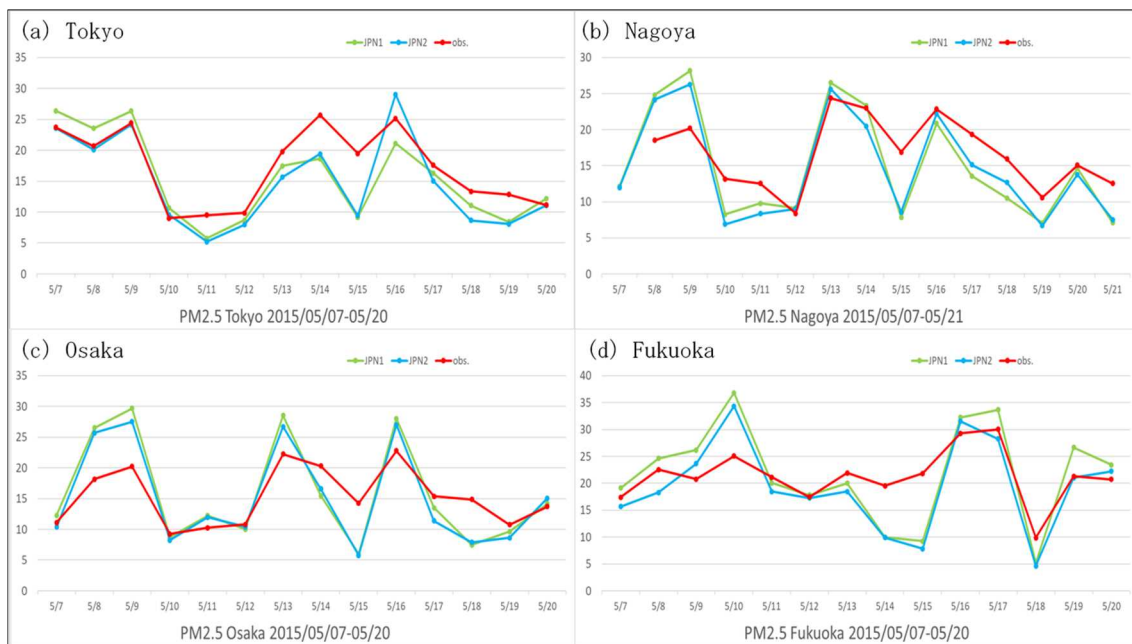 (a) Tokyo
JPN1 JPN2 obs.
35
30
25
20
15
10
5
0
5/7 5/8 5/9 5/10 5/11 5/12 5/13 5/14 5/15 5/16 5/17 5/18 5/19 5/20
PM2.5 Tokyo 2015/05/07-05/20
(b) Nagoya
JPN1 JPN2 obs.
30
25
20
15
10
5
0
5/7 5/8 5/9 5/10 5/11 5/12 5/13 5/14 5/15 5/16 5/17 5/18 5/19 5/20 5/21
PM2.5 Nagoya 2015/05/07-05/21
(c) Osaka
JPN1 JPN2 obs.
35
30
25
20
15
10
5
0
5/7 5/8 5/9 5/10 5/11 5/12 5/13 5/14 5/15 5/16 5/17 5/18 5/19 5/20
PM2.5 Osaka 2015/05/07-05/20
(d) Fukuoka
JPN1 JPN2 obs.
40
35
30
25
20
15
10
5
0
5/7 5/8 5/9 5/10 5/11 5/12 5/13 5/14 5/15 5/16 5/17 5/18 5/19 5/20
PM2.5 Fukuoka 2015/05/07-05/20